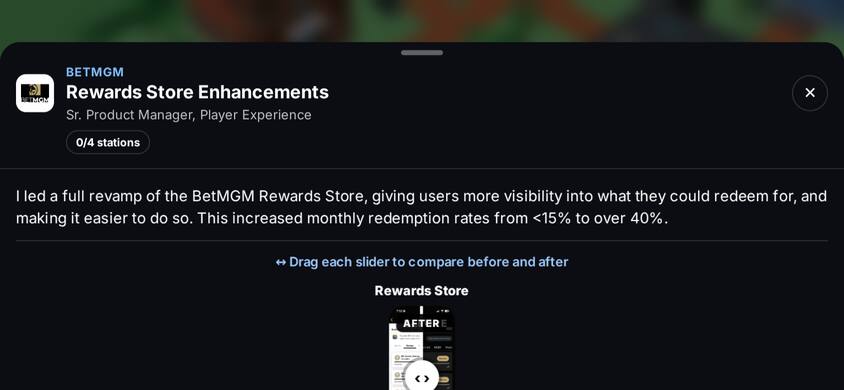 BETMGM
Rewards Store Enhancements
Sr. Product Manager, Player Experience
0/4 stations
I led a full revamp of the BetMGM Rewards Store, giving users more visibility into what they could redeem for, and
making it easier to do so. This increased monthly redemption rates from <15% to over 40%.
↔ Drag each slider to compare before and after
Rewards Store
AFTER